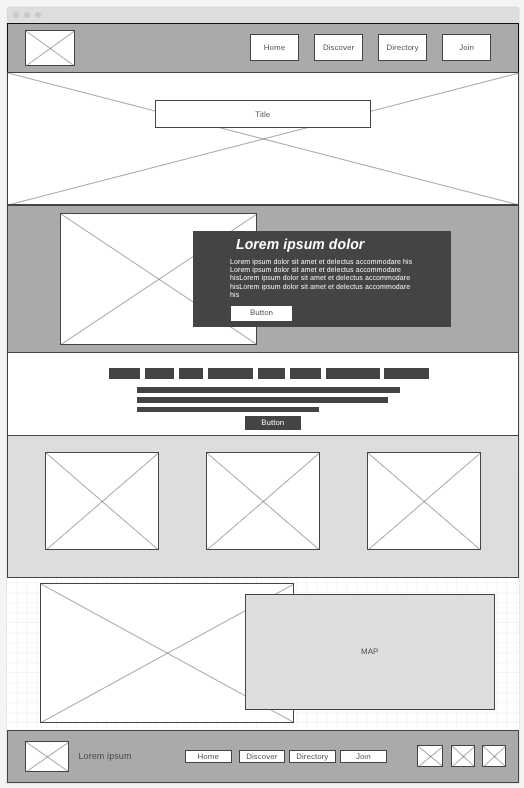 Home
Discover
Directory
Join
Title
Lorem ipsum dolor
Lorem ipsum dolor sit amet et delectus accommodare his
Lorem ipsum dolor sit amet et delectus accommodare
hisLorem ipsum dolor sit amet et delectus accommodare
hisLorem ipsum dolor sit amet et delectus accommodare
his
Button
Button
MAP
Lorem ipsum
Home
Discover
Directory
Join